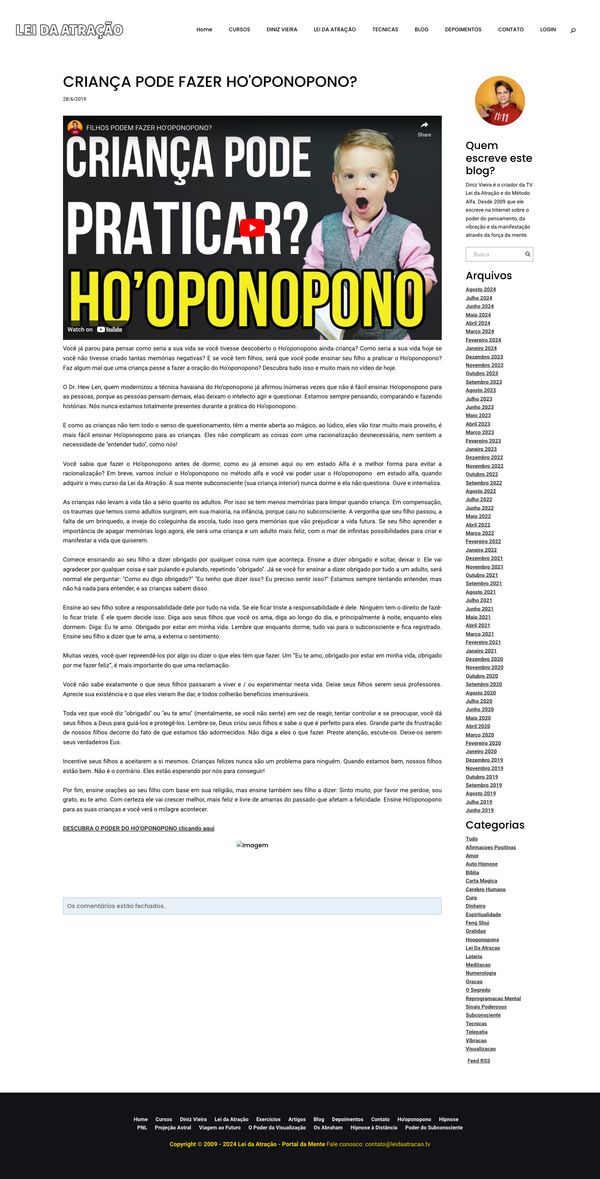 LEI DA ATRAÇÃO
Home CURSOS DINIZ VIEIRA LEI DA ATRAÇÃO TECNICAS BLOG DEPOIMENTOS CONTATO LOGIN
CRIANÇA PODE FAZER HO'OPONOPONO?
28/6/2019
FILHOS PODEM FAZER HO'OPONOPONO?
Share
CRIANÇA PODE
PRATICAR?
HO'OPONOPONO
Watch on YouTube
Você já parou para pensar como seria a sua vida se você tivesse descoberto o Ho'oponopono ainda criança? Como seria a sua vida hoje se
você não tivesse criado tantas memórias negativas? E se você tem filhos, será que você pode ensinar seu filho a praticar o Ho'oponopono?
Faz algum mal que uma criança passe a fazer a oração do Ho'oponopono? Descubra tudo isso e muito mais no vídeo de hoje.
O Dr. Hew Len, quem modernizou a técnica havaiana do Ho'oponopono já afirmou inúmeras vezes que não é fácil ensinar Ho'oponopono para
as pessoas, porque as pessoas pensam demais, elas deixam o intelecto agir e questionar. Estamos sempre pensando, comparando e fazendo
histórias. Nós nunca estamos totalmente presentes durante a prática do Ho'oponopono.
E como as crianças não tem todo o senso de questionamento, têm a mente aberta ao mágico, ao lúdico, eles vão tirar muito mais proveito, é
mais fácil ensinar Ho'oponopono para as crianças. Eles não complicam as coisas com uma racionalização desnecessária, nem sentem a
necessidade de "entender tudo", como nós!
Você sabia que fazer o Ho'oponopono antes de dormir, como eu já ensinei aqui ou em estado Alfa é a melhor forma para evitar a
racionalização? Em breve, vamos incluir o Ho'oponopono no método alfa e você vai poder usar o Ho'oponopono em estado alfa, quando
adquirir o meu curso da Lei da Atração. A sua mente subconsciente (sua criança interior) nunca dorme e ela não questiona. Ouve e internaliza.
As crianças não levam à vida tão a sério quanto os adultos. Por isso se tem menos memórias para limpar quando criança. Em compensação,
os traumas que temos como adultos surgiram, em sua maioria, na infância, porque caiu no subconsciente. A vergonha que seu filho passou, a
falta de um brinquedo, a inveja do coleguinha da escola, tudo isso gera memórias que vão prejudicar a vida futura. Se seu filho aprender a
importância de apagar memórias logo agora, ele será uma criança e um adulto mais feliz, com o mar de infinitas possibilidades para criar e
manifestar a vida que quiserem.
Comece ensinando ao seu filho a dizer obrigado por qualquer coisa ruim que aconteça. Ensine a dizer obrigado e soltar, deixar ir. Ele vai
agradecer por qualquer coisa e sair pulando e pulando, repetindo "obrigado". Já se você for ensinar a dizer obrigado por tudo a um adulto, será
normal ele perguntar: "Como eu digo obrigado?" "Eu tenho que dizer isso? Eu preciso sentir isso?" Estamos sempre tentando entender, mas
não há nada para entender, e as crianças sabem disso.
Ensine ao seu filho sobre a responsabilidade dele por tudo na vida. Se ele ficar triste a responsabilidade é dele. Ninguém tem o direito de fazê-
lo ficar triste. É ele quem decide isso. Diga aos seus filhos que você os ama, diga ao longo do dia, e principalmente à noite, enquanto eles
dormem. Diga: Eu te amo. Obrigado por estar em minha vida. Lembre que enquanto dorme, tudo vai para o subconsciente e fica registrado.
Ensine seu filho a dizer que te ama, a externa o sentimento.
Muitas vezes, você quer repreendê-los por algo ou dizer o que eles têm que fazer. Um "Eu te amo, obrigado por estar em minha vida, obrigado
por me fazer feliz", é mais importante do que uma reclamação.
Você não sabe exatamente o que seus filhos passaram a viver e / ou experimentar nesta vida. Deixe seus filhos serem seus professores.
Aprecie sua existência e o que eles vieram lhe dar, e todos colherão benefícios imensuráveis.
Toda vez que você diz "obrigado" ou "eu te amo" (mentalmente, se você não sente) em vez de reagir, tentar controlar e se preocupar, você dá
seus filhos a Deus para guiá-los e protegê-los. Lembre-se, Deus criou seus filhos e sabe o que é perfeito para eles. Grande parte da frustração
de nossos filhos decorre do fato de que estamos tão adormecidos. Não diga a eles o que fazer. Preste atenção, escute-os. Deixe-os serem
seus verdadeiros Eus.
Incentive seus filhos a aceitarem a si mesmos. Crianças felizes nunca são um problema para ninguém. Quando estamos bem, nossos filhos
estão bem. Não é o contrário. Eles estão esperando por nós para conseguir!
Por fim, ensine orações ao seu filho com base em sua religião, mas ensine também seu filho a dizer: Sinto muito, por favor me perdoe, sou
grato, eu te amo. Com certeza ele vai crescer melhor, mais feliz e livre de amarras do passado que afetam a felicidade. Ensine Ho'oponopono
para as suas crianças e você verá o milagre acontecer.
DESCUBRA O PODER DO HO'OPONOPONO clicando aqui
Imagem
Os comentários estão fechados.
11:11
Quem
escreve este
blog?
Diniz Vieira é o criador da TV
Lei da Atração e do Método
Alfa. Desde 2009 que ele
escreve na Internet sobre o
poder do pensamento, da
vibração e da manifestação
através da força da mente.
Busca
Arquivos
Agosto 2024
Julho 2024
Junho 2024
Maio 2024
Abril 2024
Março 2024
Fevereiro 2024
Janeiro 2024
Dezembro 2023
Novembro 2023
Outubro 2023
Setembro 2023
Agosto 2023
Julho 2023
Junho 2023
Maio 2023
Abril 2023
Março 2023
Fevereiro 2023
Janeiro 2023
Dezembro 2022
Novembro 2022
Outubro 2022
Setembro 2022
Agosto 2022
Julho 2022
Junho 2022
Maio 2022
Abril 2022
Março 2022
Fevereiro 2022
Janeiro 2022
Dezembro 2021
Novembro 2021
Outubro 2021
Setembro 2021
Agosto 2021
Julho 2021
Junho 2021
Maio 2021
Abril 2021
Março 2021
Fevereiro 2021
Janeiro 2021
Dezembro 2020
Novembro 2020
Outubro 2020
Setembro 2020
Agosto 2020
Julho 2020
Junho 2020
Maio 2020
Abril 2020
Março 2020
Fevereiro 2020
Janeiro 2020
Dezembro 2019
Novembro 2019
Outubro 2019
Setembro 2019
Agosto 2019
Julho 2019
Junho 2019
Categorias
Tudo
Afirmacoes Positivas
Amor
Auto Hipnose
Biblia
Carta Magica
Cerebro Humano
Cura
Dinheiro
Espiritualidade
Feng Shui
Gratidao
Hooponopono
Lei Da Atracao
Loteria
Meditacao
Numerologia
Oracao
O Segredo
Reprogramacao Mental
Sinais Poderosos
Subconsciente
Tecnicas
Telepatia
Vibracao
Visualizacao
Feed RSS
Home Cursos Diniz Vieira Lei da Atração Exercícios Artigos Blog Depoimentos Contato Ho'oponopono Hipnose
PNL Projeção Astral Viagem ao Futuro O Poder da Visualização Os Abraham Hipnose à Distância Poder do Subconsciente
Copyright © 2009 - 2024 Lei da Atração - Portal da Mente Fale conosco: contato@leidaatracao.tv